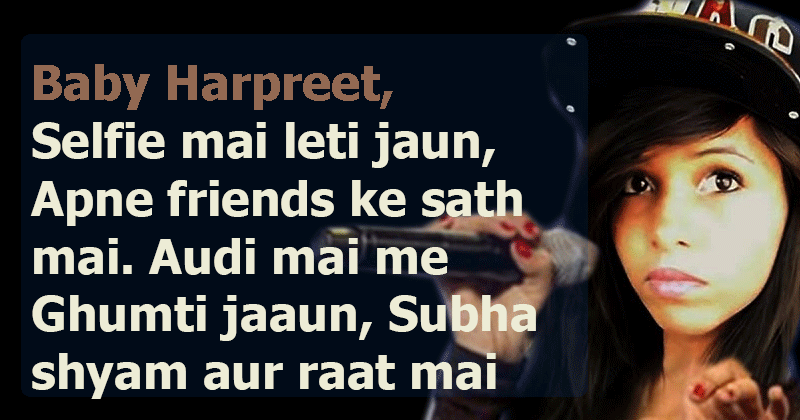 Baby Harpreet,
Selfie mai leti jaun,
Apne friends ke sath
mai. Audi mai me
Ghumti jaaun, Subha
shyam aur raat mai